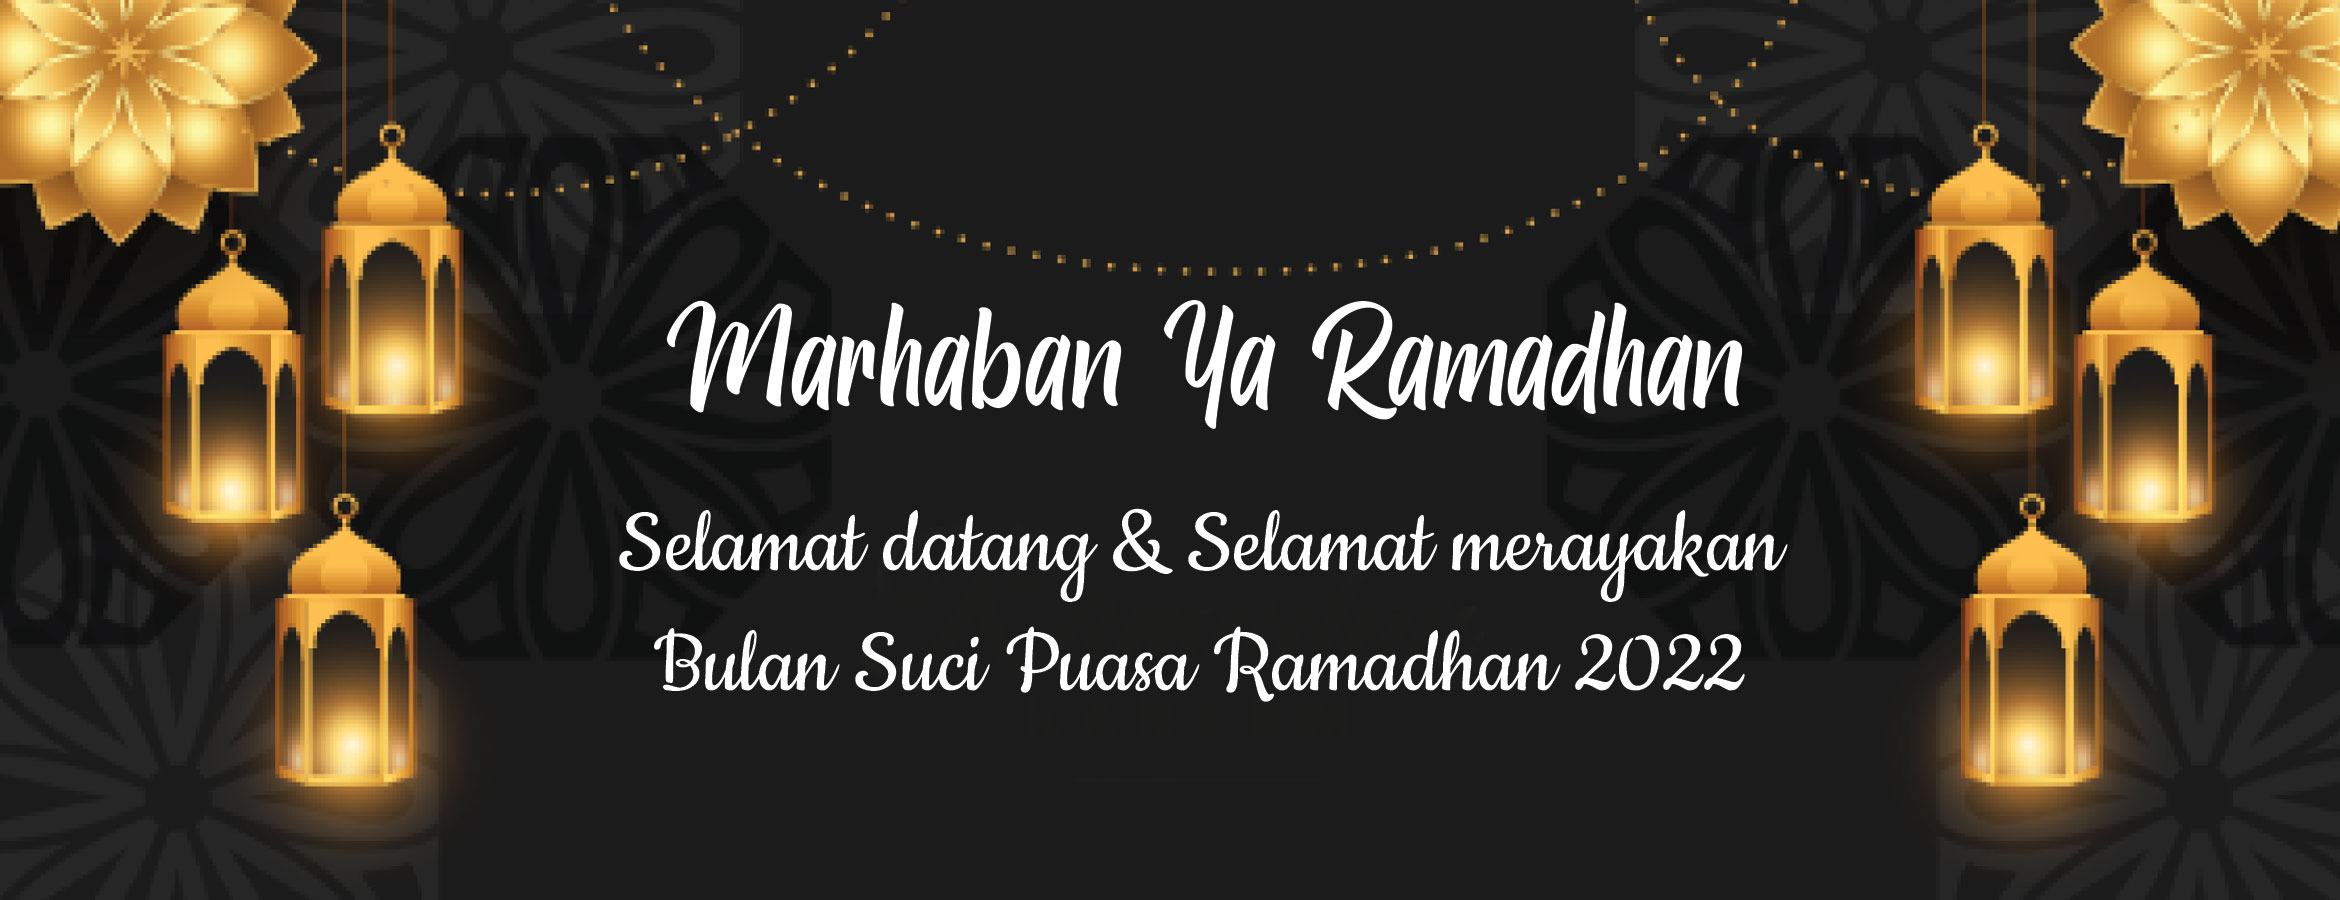 Marhaban Ya Ramadhan
Selamat datang & Selamat merayakan
Bulan Suci Puasa Ramadhan 2022